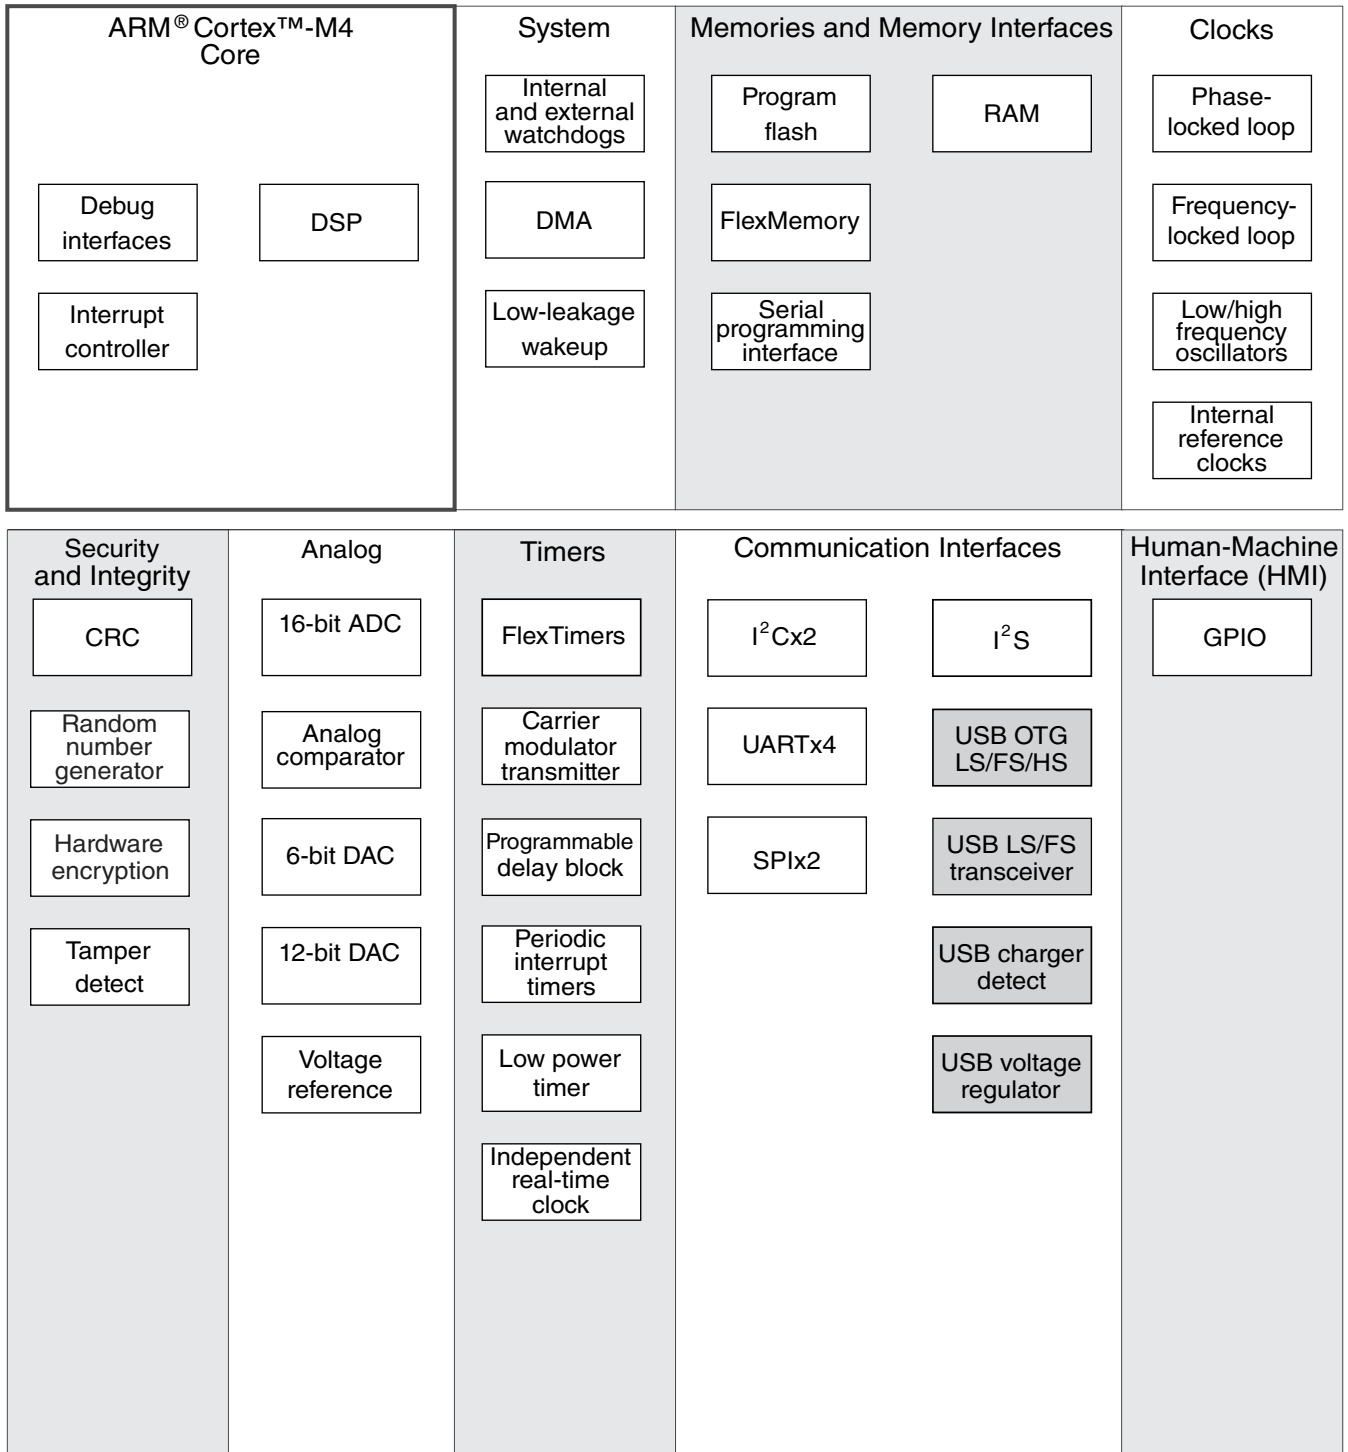 ARM® Cortex™-M4
Core
Debug
interfaces
DSP
Interrupt
controller
System
Internal
and external
watchdogs
DMA
Low-leakage
wakeup
Memories and Memory Interfaces
Program
flash
RAM
FlexMemory
Serial
programming
interface
Clocks
Phase-
locked loop
Frequency-
locked loop
Low/high
frequency
oscillators
Internal
reference
clocks
Security
and Integrity
CRC
Random
number
generator
Hardware
encryption
Tamper
detect
Analog
16-bit ADC
Analog
comparator
6-bit DAC
12-bit DAC
Voltage
reference
Timers
FlexTimers
Carrier
modulator
transmitter
Programmable
delay block
Periodic
interrupt
timers
Low power
timer
Independent
real-time
clock
Communication Interfaces
I²Cx2
I²S
UARTx4
USB OTG
LS/FS/HS
SPIx2
USB LS/FS
transceiver
USB charger
detect
USB voltage
regulator
Human-Machine
Interface (HMI)
GPIO